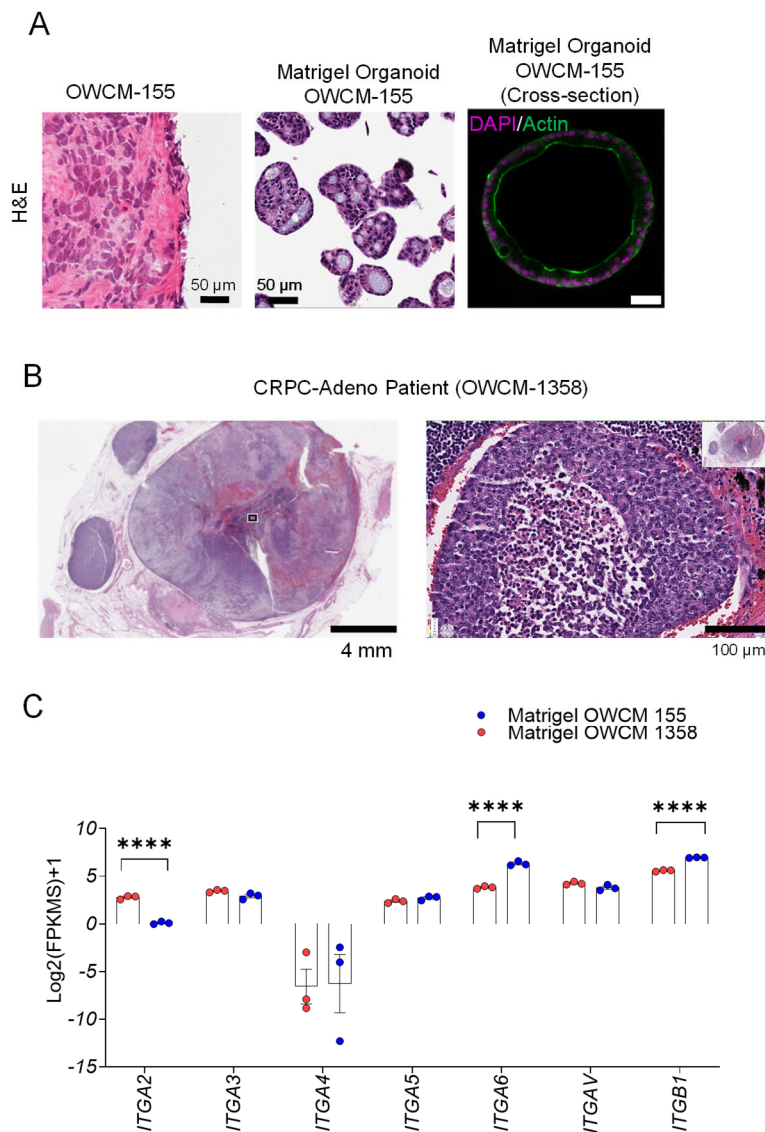 A
OWCM-155
Matrigel Organoid
OWCM-155
Matrigel Organoid
OWCM-155
(Cross-section)
H&E
DAPI/Actin
50 µm
50 µm
B
CRPC-Adeno Patient (OWCM-1358)
4 mm
100 µm
C
Matrigel OWCM 155
Matrigel OWCM 1358
Log2(FPKMS)+1
10
5
0
-5
-10
-15
****
****
****
ITGA2
ITGA3
ITGA4
ITGA5
ITGA6
ITGAV
ITGB1